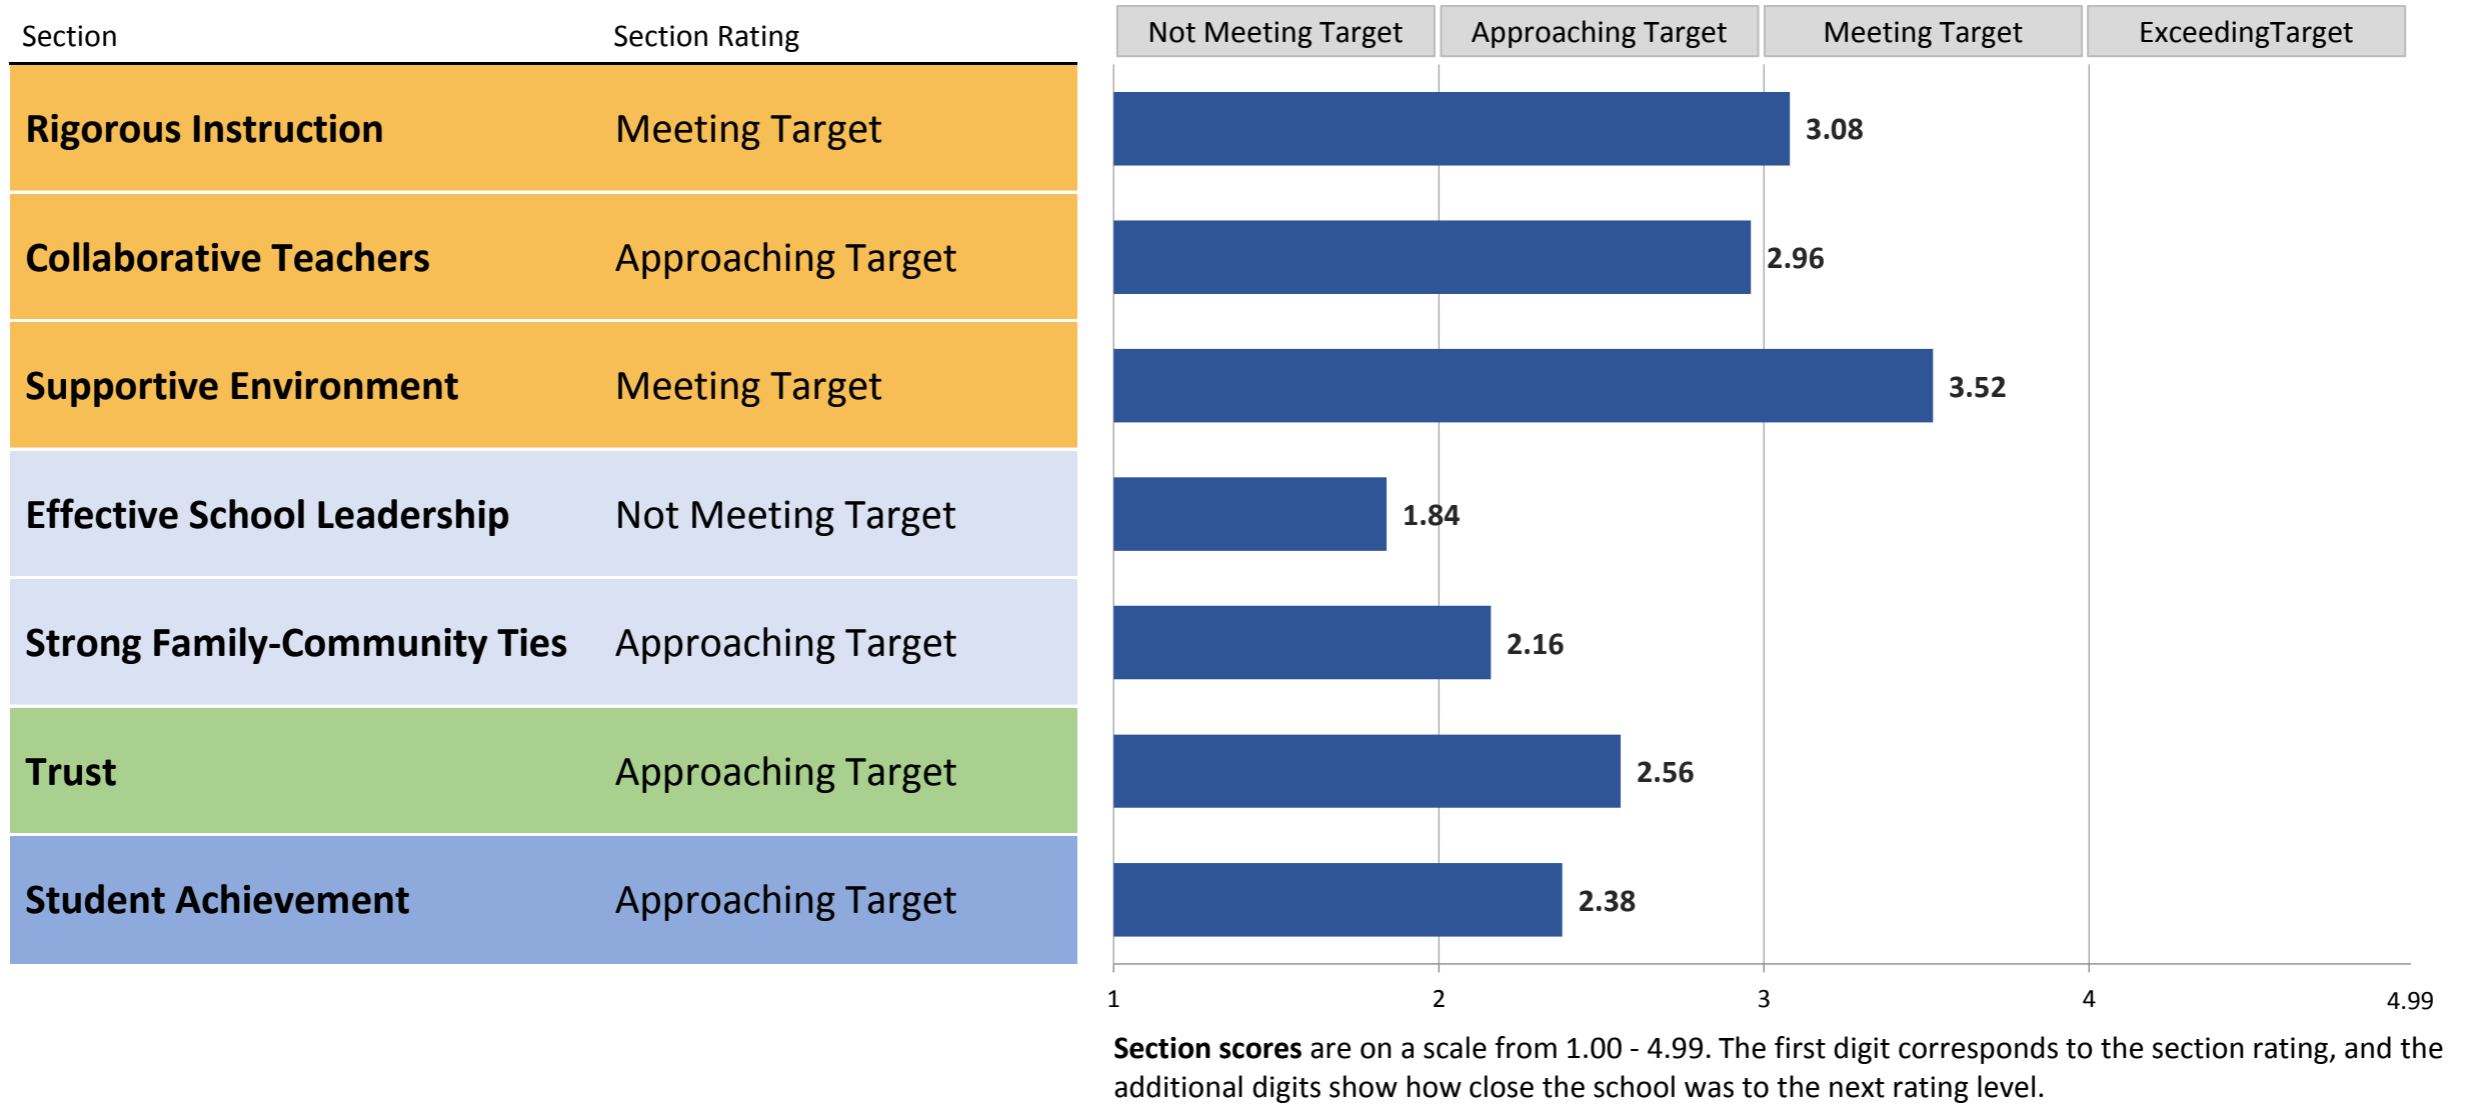 Section Section Rating Not Meeting Target Approaching Target Meeting Target ExceedingTarget
Rigorous Instruction Meeting Target 3.08
Collaborative Teachers Approaching Target 2.96
Supportive Environment Meeting Target 3.52
Effective School Leadership Not Meeting Target 1.84
Strong Family-Community Ties Approaching Target 2.16
Trust Approaching Target 2.56
Student Achievement Approaching Target 2.38
1 2 3 4 4.99
Section scores are on a scale from 1.00 - 4.99. The first digit corresponds to the section rating, and the
additional digits show how close the school was to the next rating level.